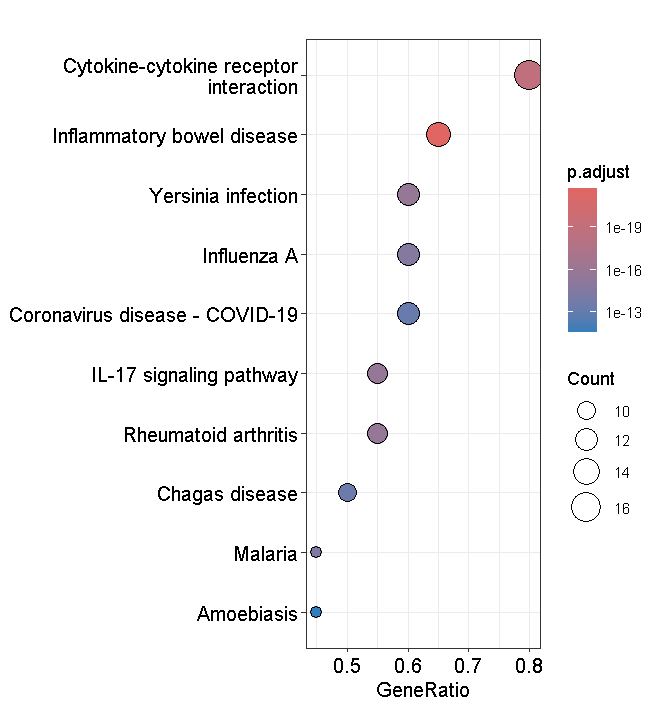 Cytokine-cytokine receptor
interaction
Inflammatory bowel disease
Yersinia infection
Influenza A
Coronavirus disease - COVID-19
IL-17 signaling pathway
Rheumatoid arthritis
Chagas disease
Malaria
Amoebiasis
0.5 0.6 0.7 0.8
GeneRatio
p.adjust
1e-19
1e-16
1e-13
Count
10
12
14
16